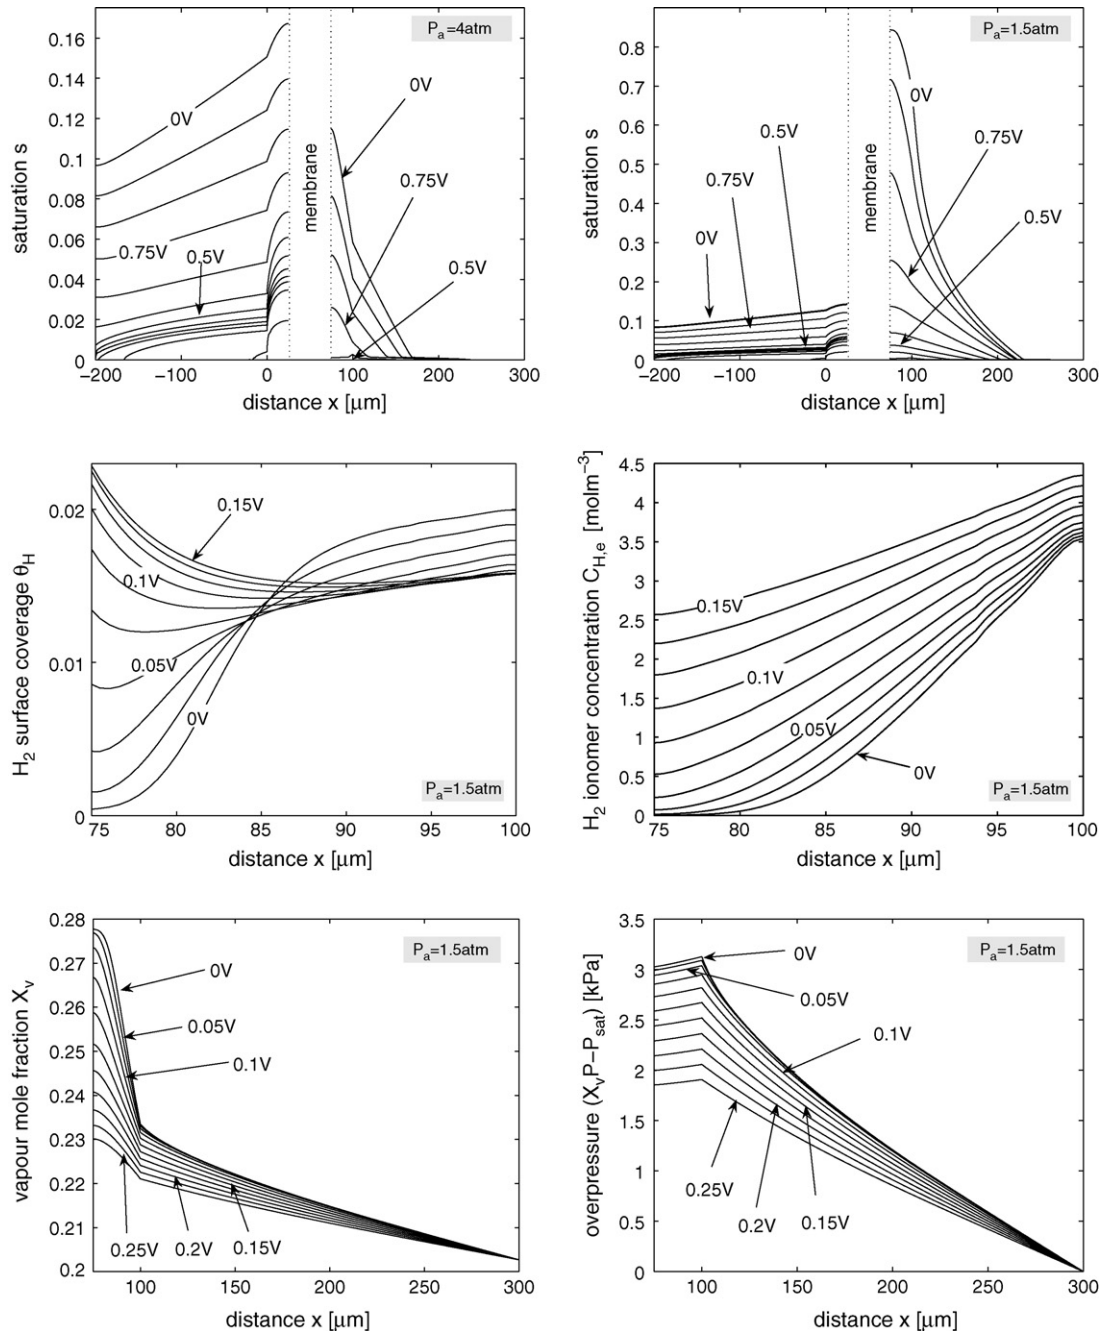 P_a=4atm
0.16
0.14
0.12
0.1
0.08
0.06
0.04
0.02
0
saturation s
0V
0.75V
0.5V
membrane
0V
0.75V
0.5V
−200 −100 0 100 200 300
distance x [μm]
P_a=1.5atm
0.8
0.7
0.6
0.5
0.4
0.3
0.2
0.1
0
saturation s
0.5V
0.75V
0V
membrane
0V
0.75V
0.5V
−200 −100 0 100 200 300
distance x [μm]
0.02
0.01
0
H₂ surface coverage θ_H
0.15V
0.1V
0.05V
0V
P_a=1.5atm
75 80 85 90 95 100
distance x [μm]
4.5
4
3.5
3
2.5
2
1.5
1
0.5
0
H₂ ionomer concentration C_H,e [molm⁻³]
0.15V
0.1V
0.05V
0V
P_a=1.5atm
75 80 85 90 95 100
distance x [μm]
0.28
0.27
0.26
0.25
0.24
0.23
0.22
0.21
0.2
vapour mole fraction X_v
P_a=1.5atm
0V
0.05V
0.1V
0.25V 0.2V 0.15V
100 150 200 250 300
distance x [μm]
3.5
3
2.5
2
1.5
1
0.5
0
overpressure (X_vP−P_sat) [kPa]
P_a=1.5atm
0V
0.05V
0.1V
0.25V
0.2V
0.15V
100 150 200 250 300
distance x [μm]